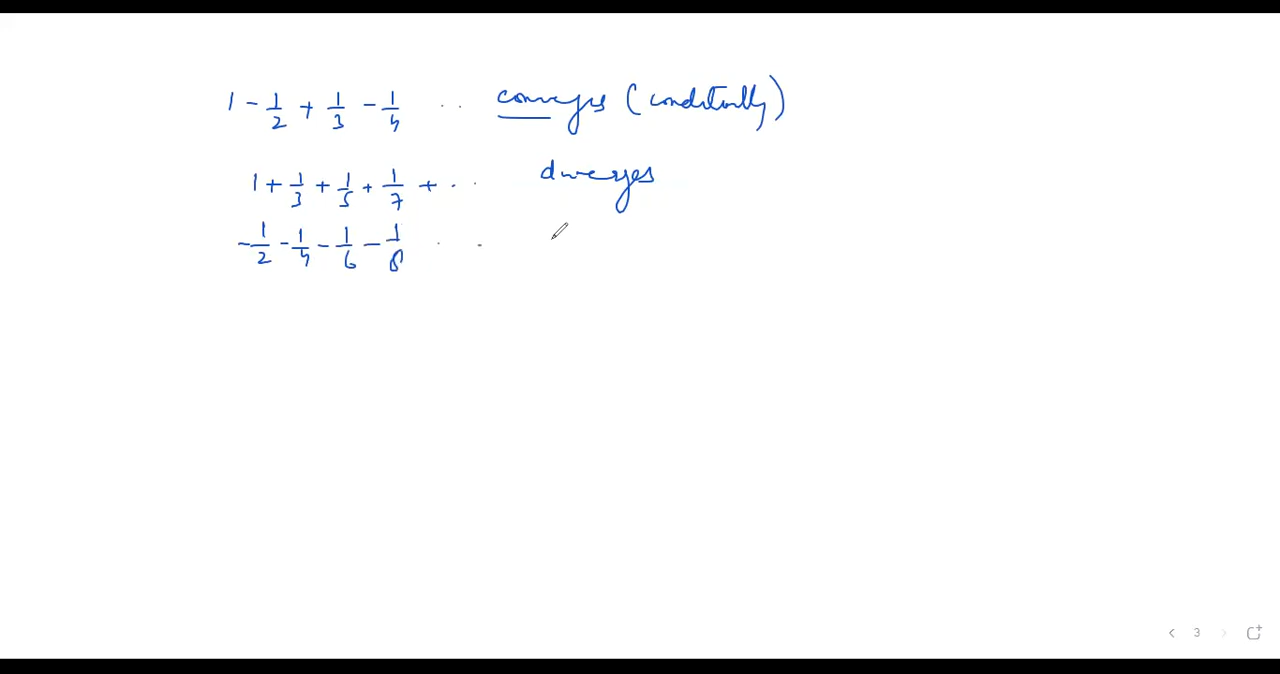 1 - 1/2 + 1/3 - 1/4 .. converges (conditionally)
1 + 1/3 + 1/5 + 1/7 + .. diverges
- 1/2 - 1/4 - 1/6 - 1/8 . .
< 3 >